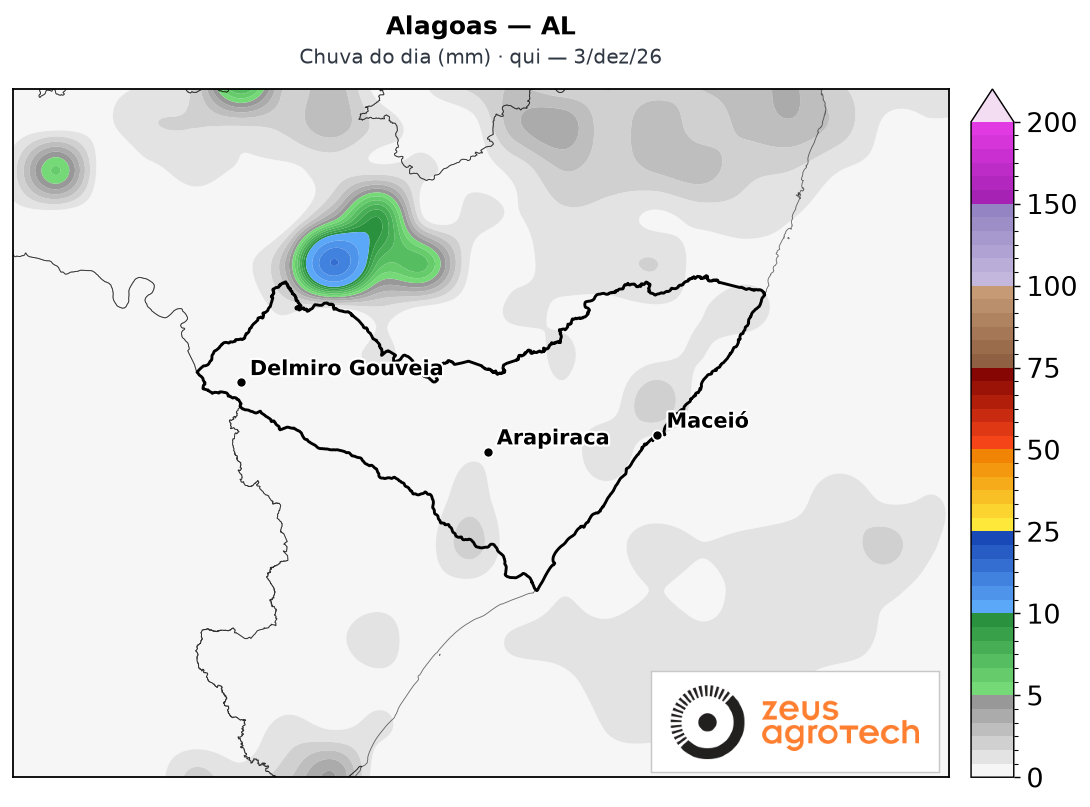 Alagoas — AL
Chuva do dia (mm) · qui — 3/dez/26
200
150
100
75
50
25
10
5
0
Delmiro Gouveia
Maceió
Arapiraca
zeus
agrotech